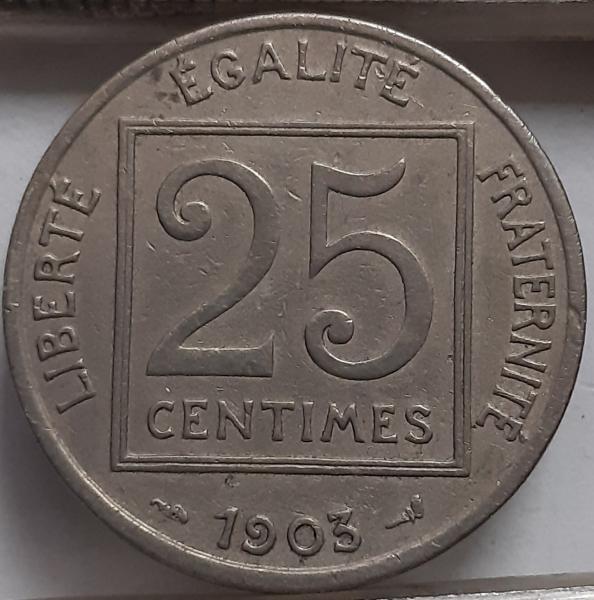 LIBERTÉ
ÉGALITÉ
FRATERNITÉ
25
CENTIMES
1903